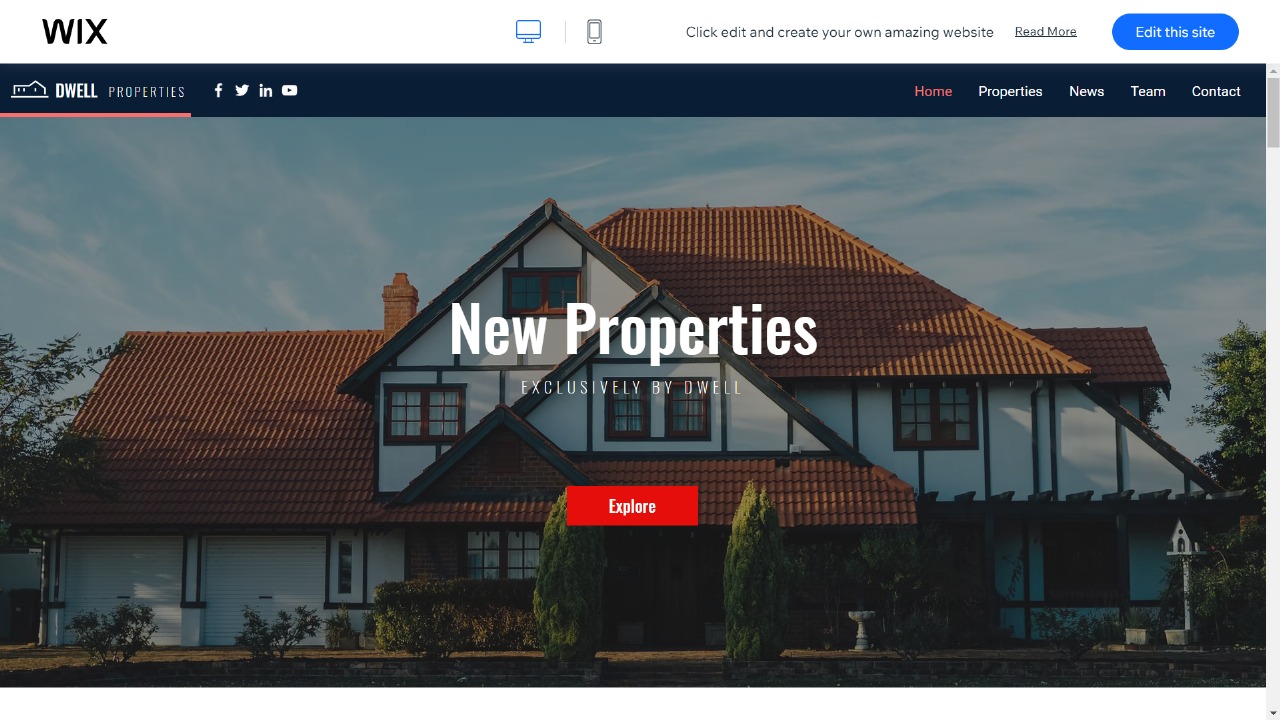 WIX
Click edit and create your own amazing website Read More Edit this site
DWELL PROPERTIES
Home Properties News Team Contact
New Properties
EXCLUSIVELY BY DWELL
Explore